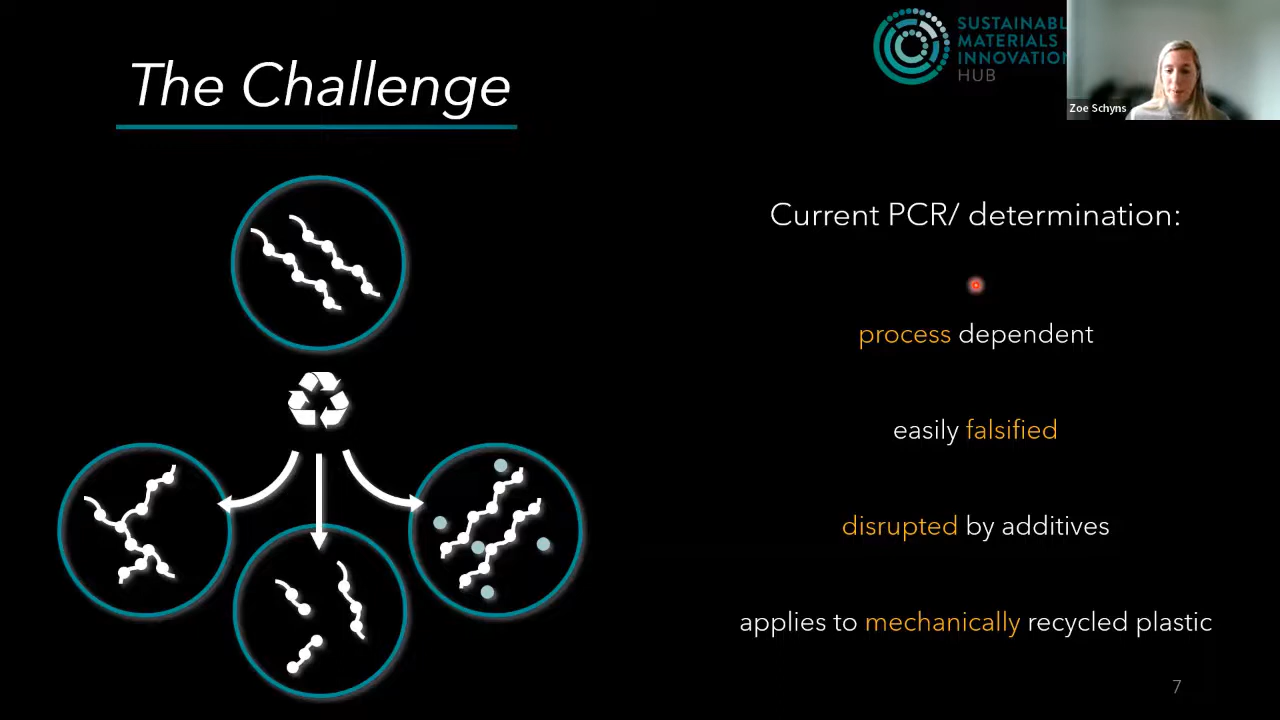 The Challenge
SUSTAINABL
MATERIALS
INNOVATION
HUB
Zoe Schyns
Current PCR/ determination:
process dependent
easily falsified
disrupted by additives
applies to mechanically recycled plastic
7